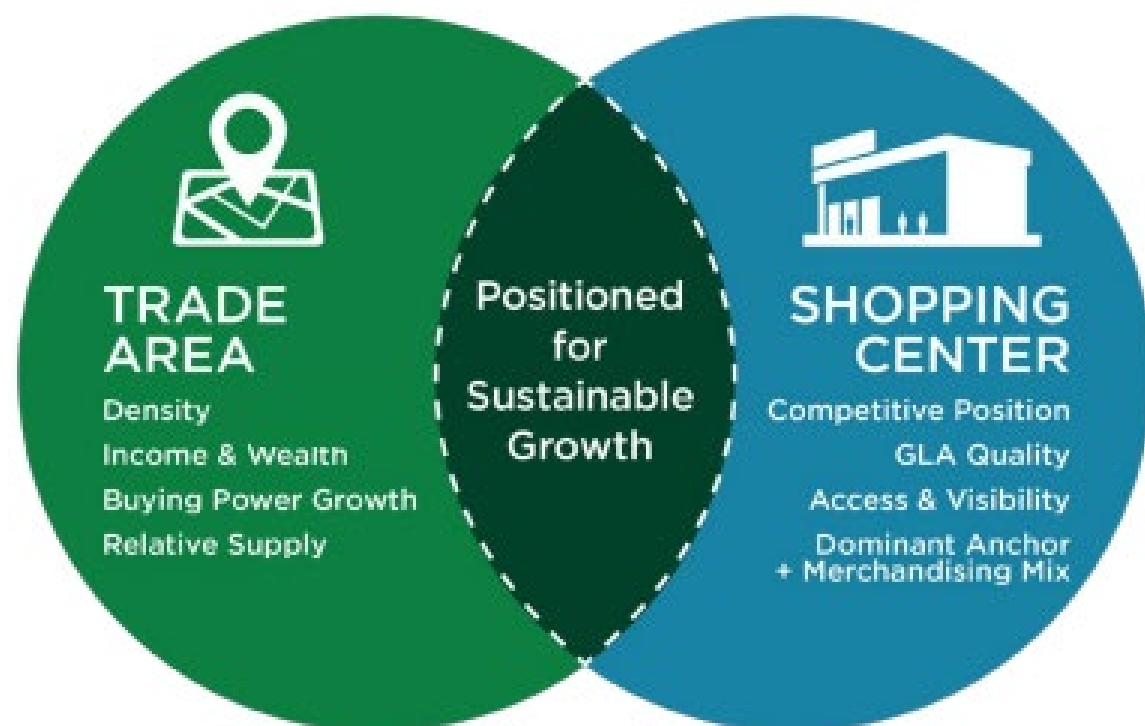 TRADE
AREA
Density
Income & Wealth
Buying Power Growth
Relative Supply
Positioned
for
Sustainable
Growth
SHOPPING
CENTER
Competitive Position
GLA Quality
Access & Visibility
Dominant Anchor
+ Merchandising Mix